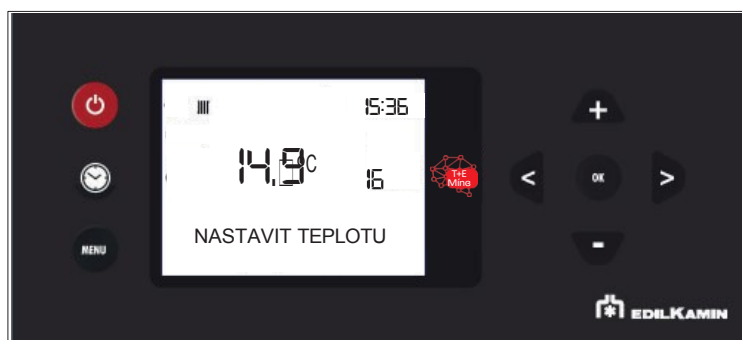 15:36
14.9°C
16
T+E
Mine
NASTAVIT TEPLOTU
MENU
+
<
OK
>
-
EDILKAMIN